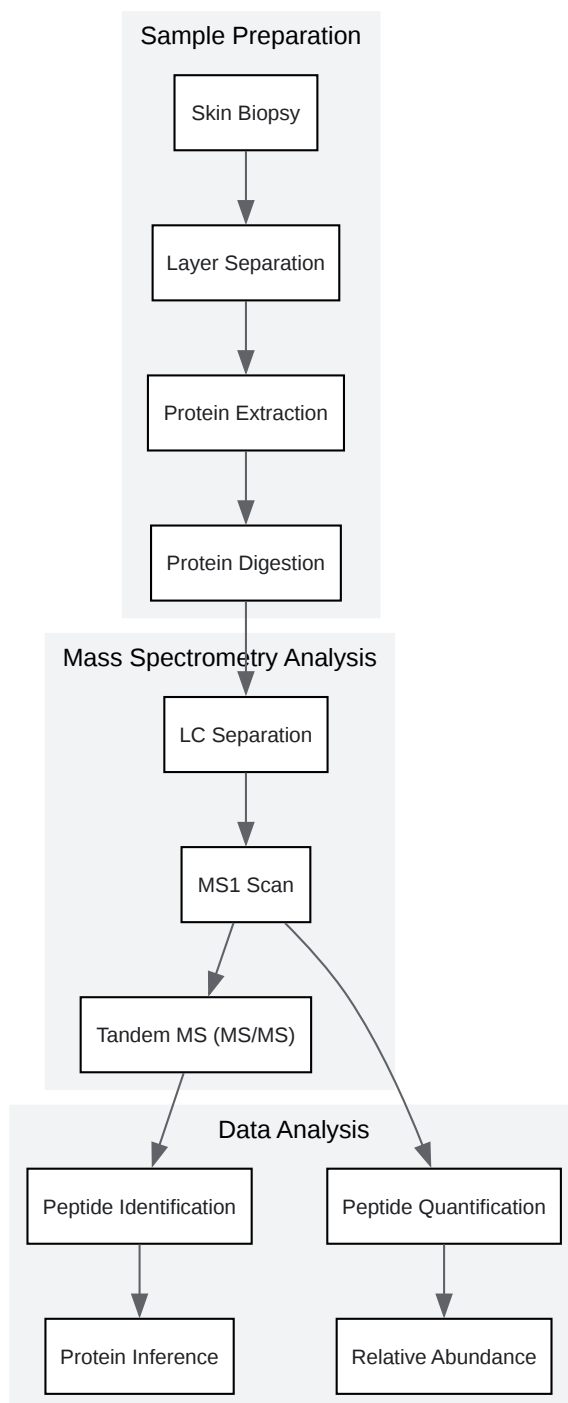 Sample Preparation
Skin Biopsy
Layer Separation
Protein Extraction
Protein Digestion
Mass Spectrometry Analysis
LC Separation
MS1 Scan
Tandem MS (MS/MS)
Data Analysis
Peptide Identification
Peptide Quantification
Protein Inference
Relative Abundance